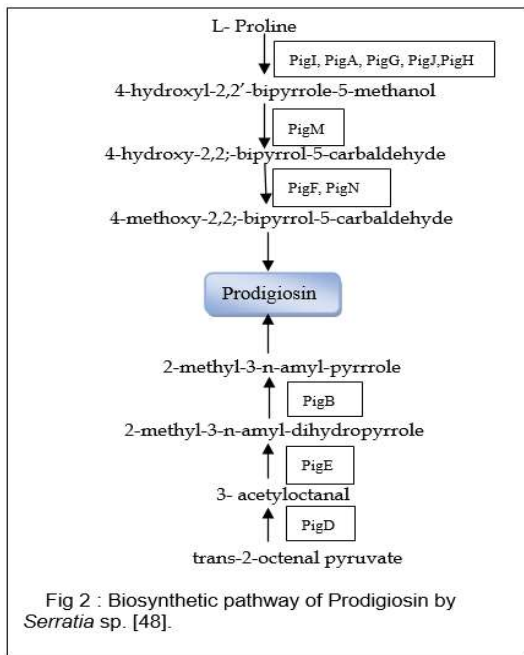 L- Proline
PigI, PigA, PigG, PigJ,PigH
4-hydroxyl-2,2′-bipyrrole-5-methanol
PigM
4-hydroxy-2,2;-bipyrrol-5-carbaldehyde
PigF, PigN
4-methoxy-2,2;-bipyrrol-5-carbaldehyde
Prodigiosin
2-methyl-3-n-amyl-pyrrrole
PigB
2-methyl-3-n-amyl-dihydropyrrole
PigE
3- acetyloctanal
PigD
trans-2-octenal pyruvate
Fig 2 : Biosynthetic pathway of Prodigiosin by
Serratia sp. [48].